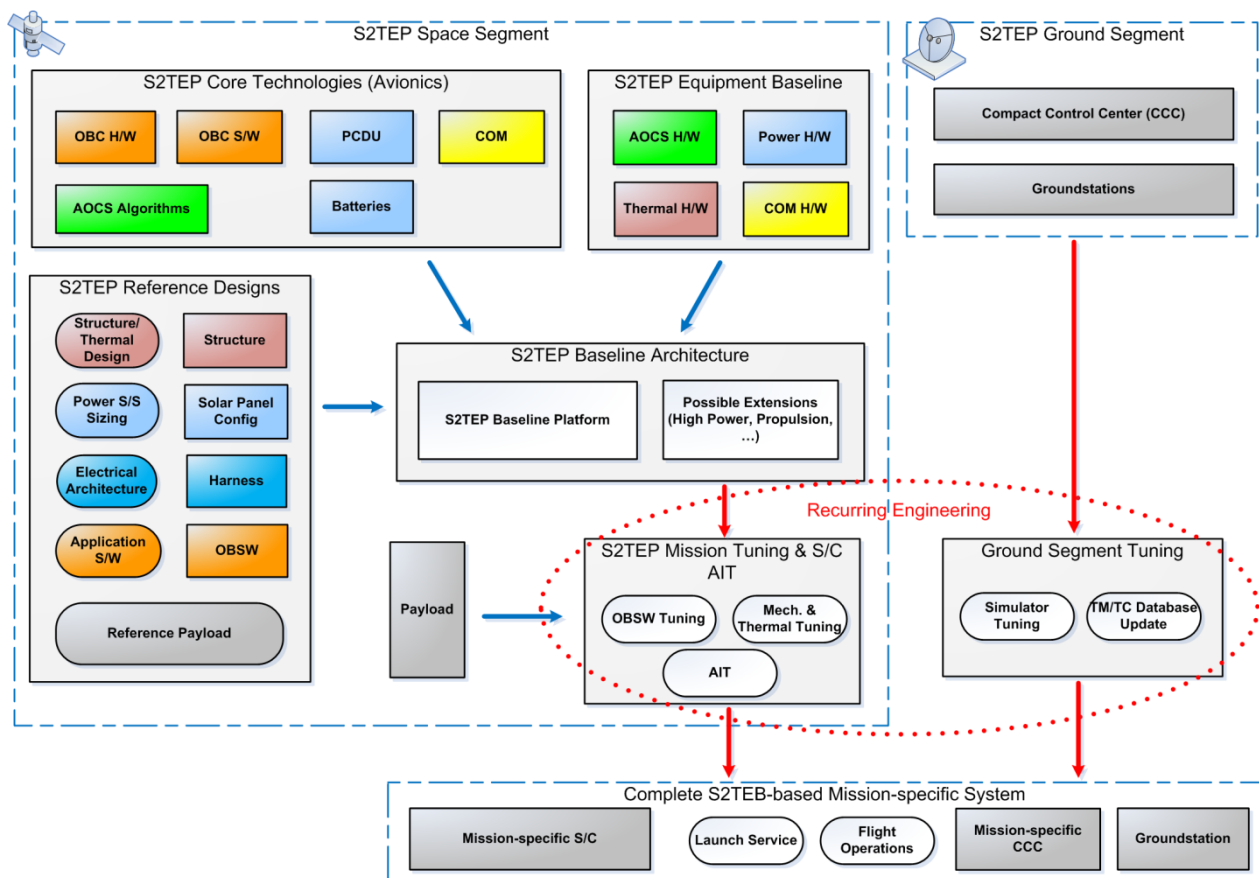 S2TEP Space Segment
S2TEP Core Technologies (Avionics)
OBC H/W
OBC S/W
PCDU
COM
AOCS Algorithms
Batteries
S2TEP Equipment Baseline
AOCS H/W
Power H/W
Thermal H/W
COM H/W
S2TEP Ground Segment
Compact Control Center (CCC)
Groundstations
S2TEP Reference Designs
Structure/
Thermal
Design
Structure
Power S/S
Sizing
Solar Panel
Config
Electrical
Architecture
Harness
Application
S/W
OBSW
Reference Payload
S2TEP Baseline Architecture
S2TEP Baseline Platform
Possible Extensions
(High Power, Propulsion,
…)
Recurring Engineering
Payload
S2TEP Mission Tuning & S/C
AIT
OBSW Tuning
Mech. &
Thermal Tuning
AIT
Ground Segment Tuning
Simulator
Tuning
TM/TC Database
Update
Complete S2TEB-based Mission-specific System
Mission-specific S/C
Launch Service
Flight
Operations
Mission-specific
CCC
Groundstation